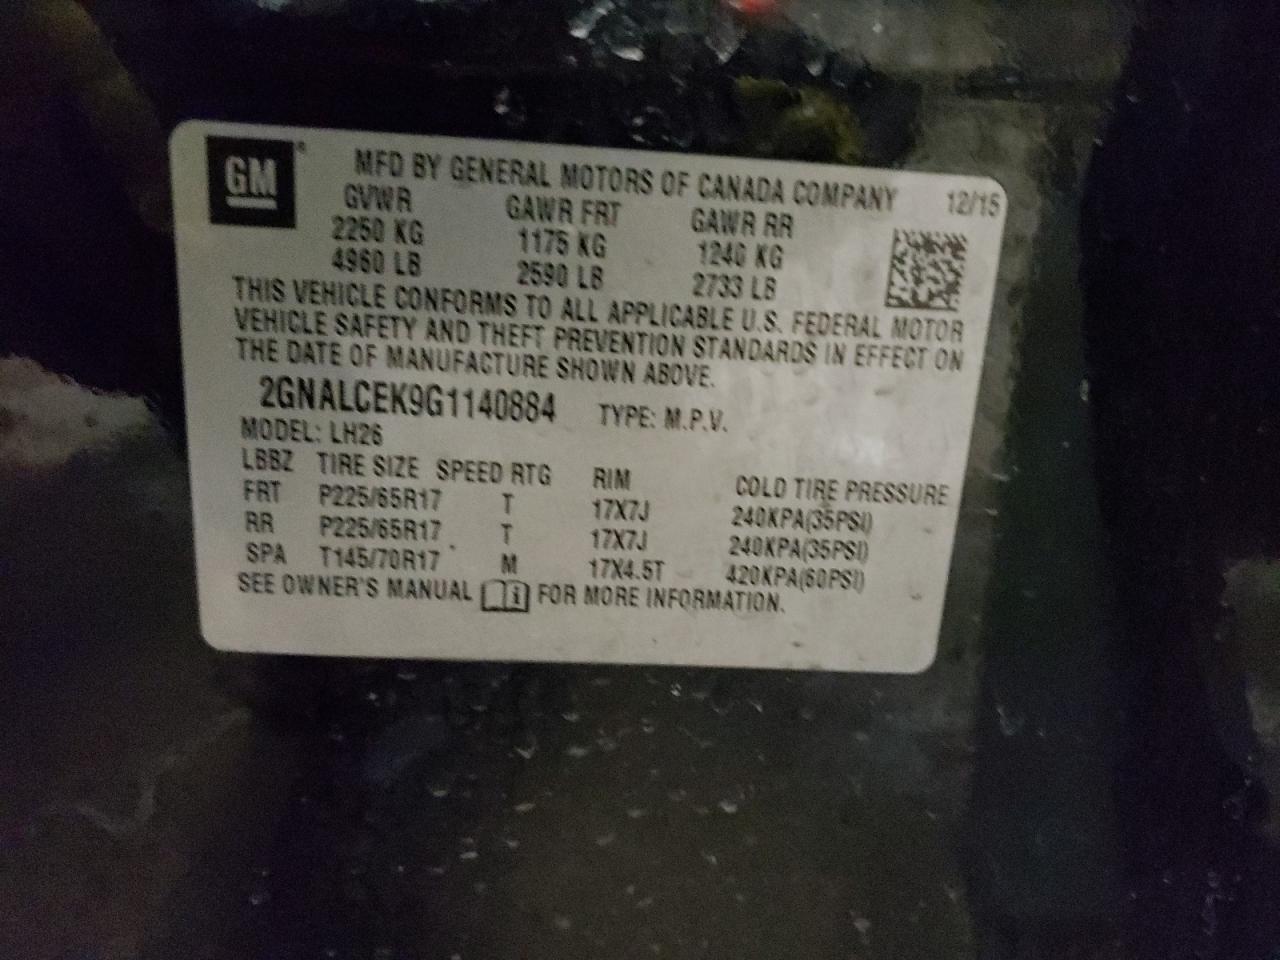 GM®
MFD BY GENERAL MOTORS OF CANADA COMPANY 12/15
GVWR GAWR FRT GAWR RR
2250 KG 1175 KG 1240 KG
4960 LB 2590 LB 2733 LB
THIS VEHICLE CONFORMS TO ALL APPLICABLE U.S. FEDERAL MOTOR
VEHICLE SAFETY AND THEFT PREVENTION STANDARDS IN EFFECT ON
THE DATE OF MANUFACTURE SHOWN ABOVE.
2GNALCEK9G1140884 TYPE: M.P.V.
MODEL: LH26
LBBZ TIRE SIZE SPEED RTG RIM COLD TIRE PRESSURE
FRT P225/65R17 T 17X7J 240KPA(35PSI)
RR P225/65R17 T 17X7J 240KPA(35PSI)
SPA T145/70R17 M 17X4.5T 420KPA(60PSI)
SEE OWNER'S MANUAL i FOR MORE INFORMATION.